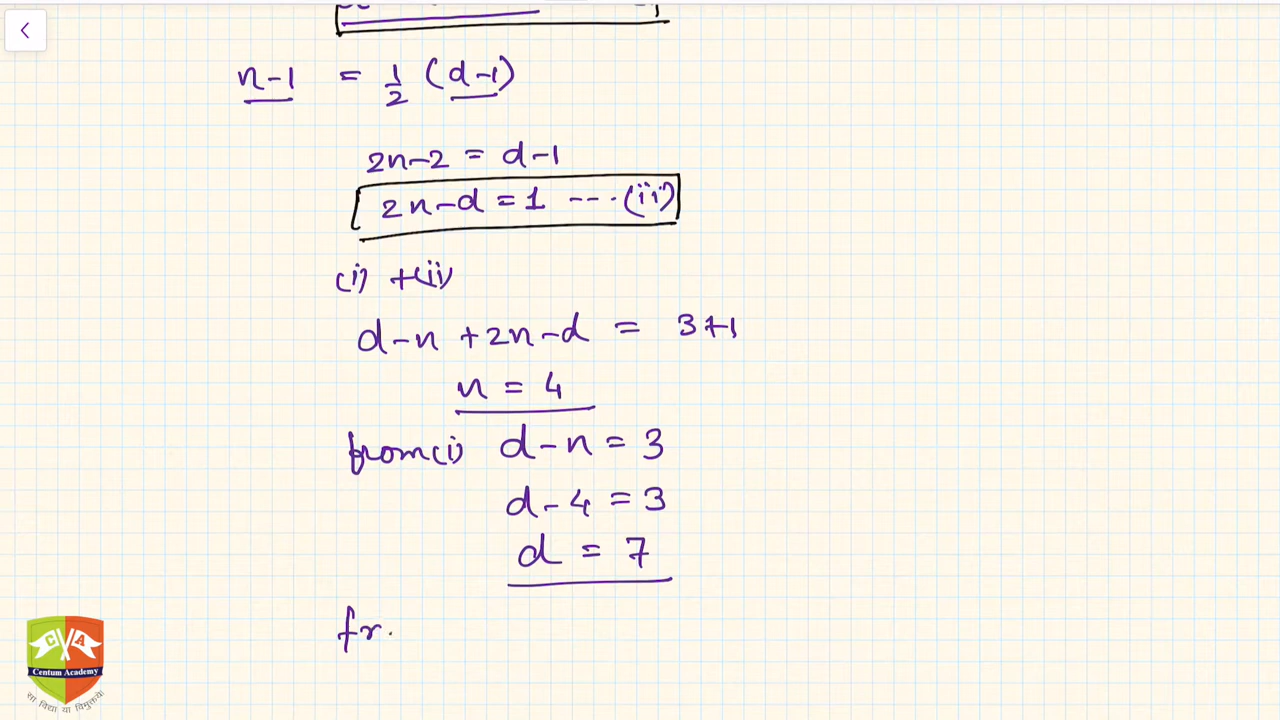 n-1 = 1/2 (d-1)
2n-2 = d-1
2n-d = 1 ---·(ii)
(i) +(ii)
d-n +2n-d = 3+1
n = 4
from(i) d-n = 3
d-4 = 3
d = 7
fr.
C A
Centum Academy
सा विद्या या विमुक्तये